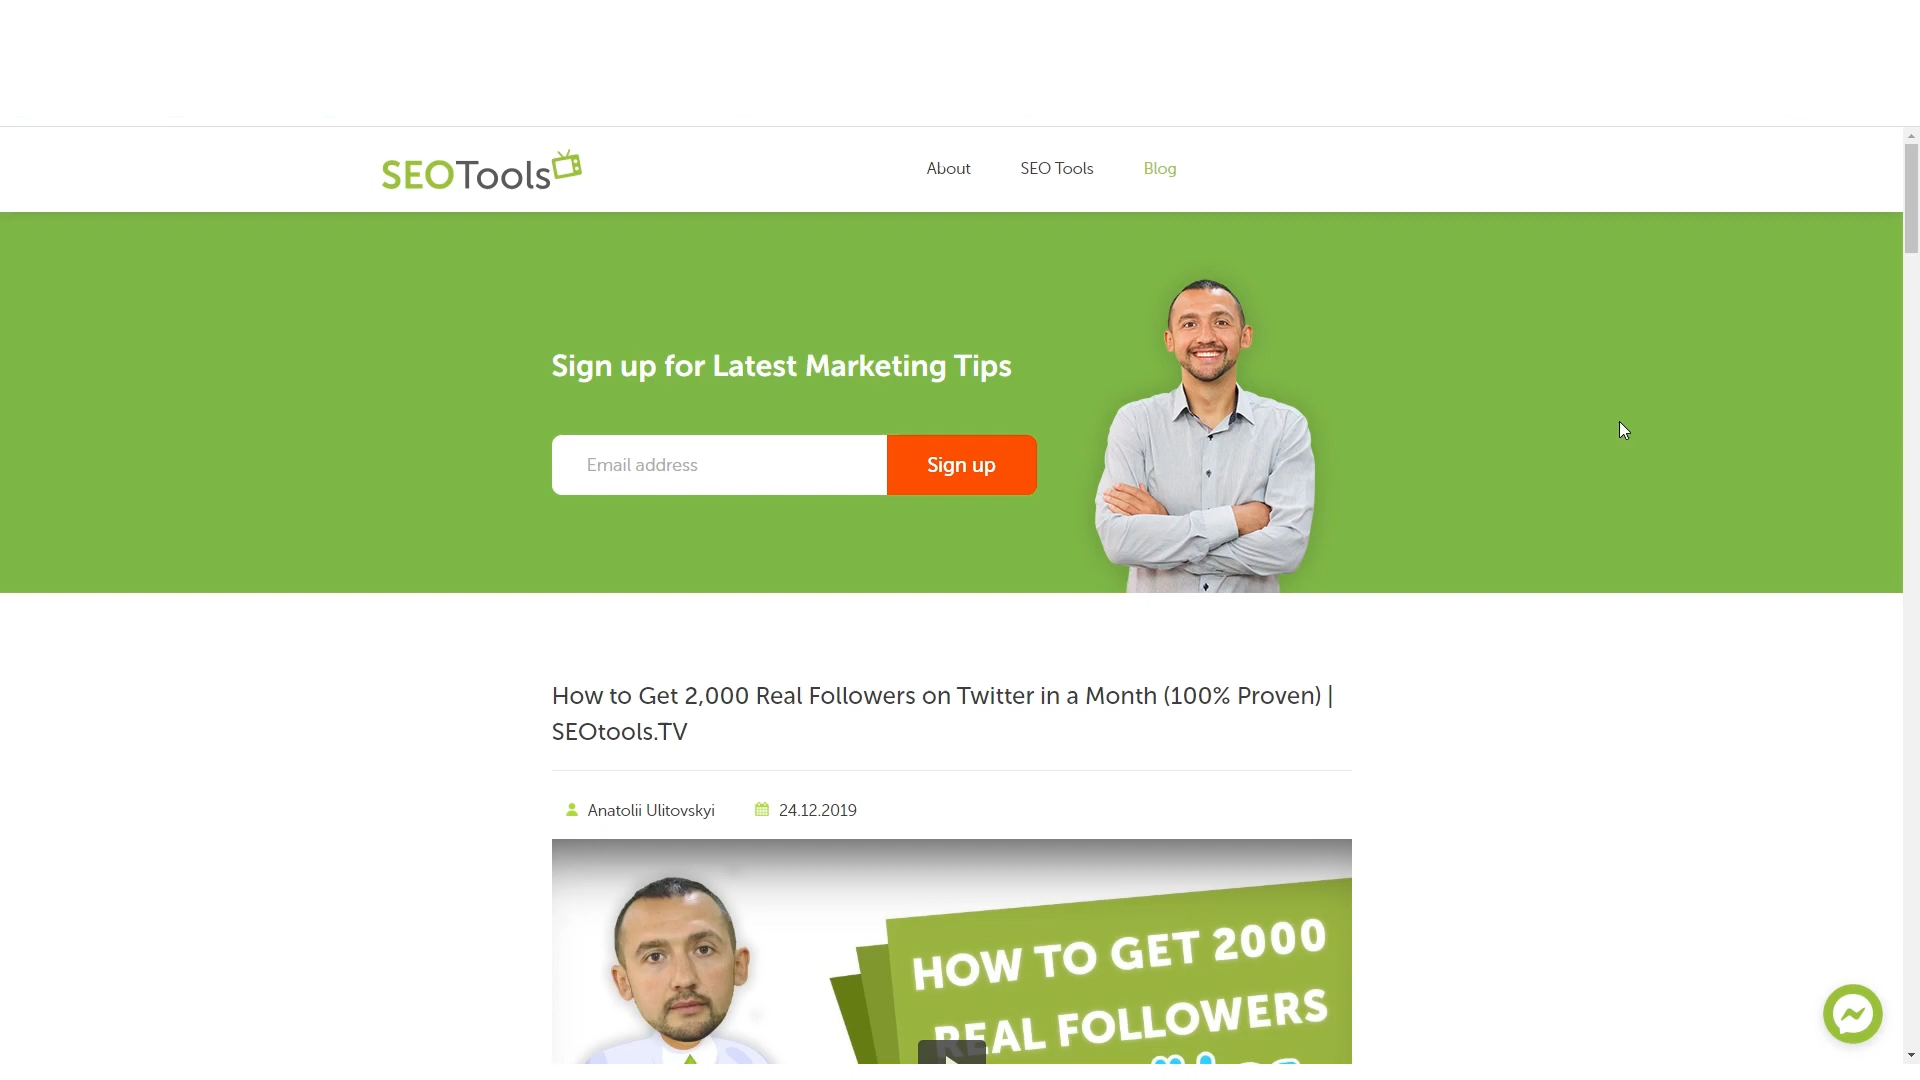 SEOTools
About
SEO Tools
Blog
Sign up for Latest Marketing Tips
Email address
Sign up
How to Get 2,000 Real Followers on Twitter in a Month (100% Proven) |
SEOtools.TV
Anatolii Ulitovskyi
24.12.2019
HOW TO GET 2000
REAL FOLLOWERS